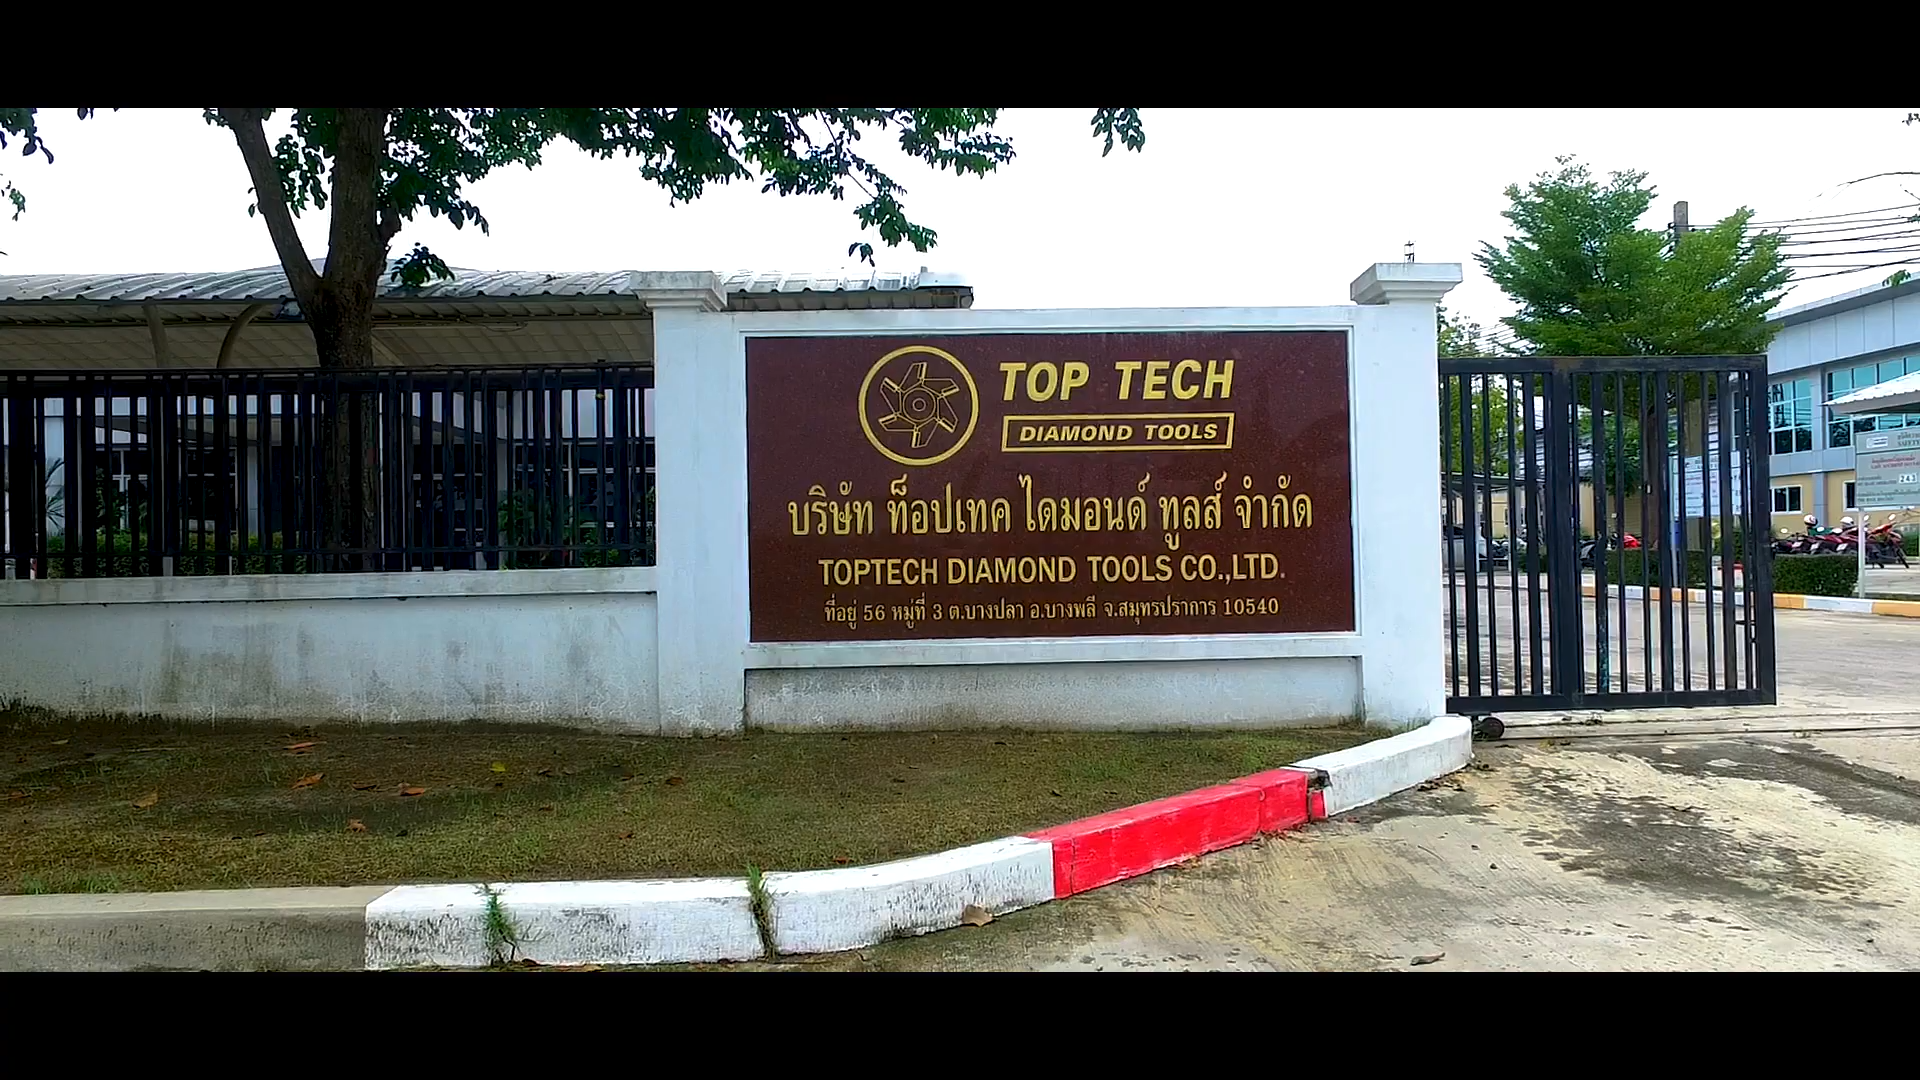 TOP TECH
DIAMOND TOOLS
บริษัท ท็อปเทค ไดมอนด์ ทูลส์ จำกัด
TOPTECH DIAMOND TOOLS CO.,LTD.
ที่อยู่ 56 หมู่ที่ 3 ต.บางปลา อ.บางพลี จ.สมุทรปราการ 10540
243